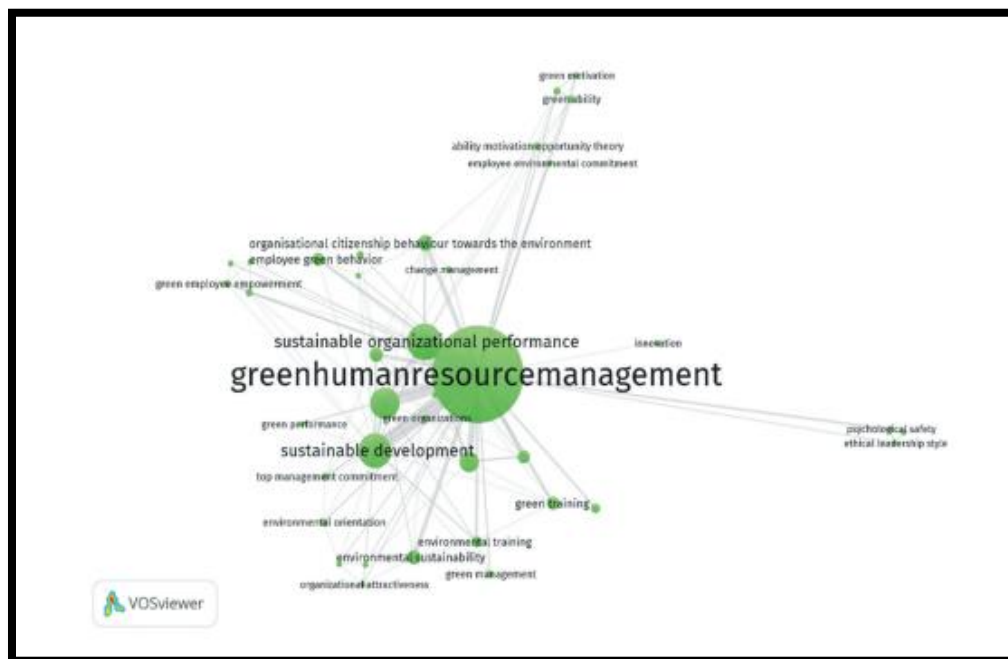 green motivation
greenability
ability motivation opportunity theory
employee environmental commitment
organisational citizenship behaviour towards the environment
employee green behavior
change management
green employee empowerment
sustainable organizational performance
innovation
greenhumanresourcemanagement
green organizations
green performance
psychological safety
ethical leadership style
sustainable development
top management commitment
green training
environmental orientation
environmental training
environmental sustainability
green management
organizational attractiveness
VOSviewer